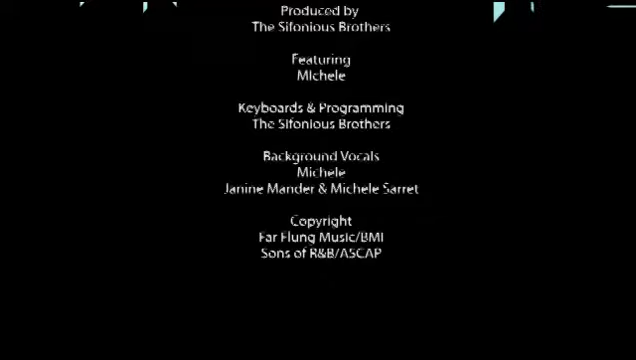 Produced by
The Sifonious Brothers
Featuring
Michele
Keyboards & Programming
The Sifonious Brothers
Background Vocals
Michele
Janine Mander & Michele Sarret
Copyright
Far Flung Music/BMI
Sons of R&B/ASCAP